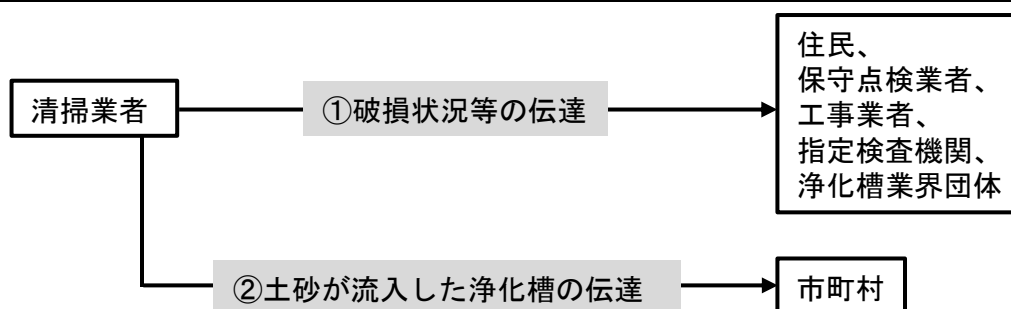 清掃業者
①破損状況等の伝達
住民、
保守点検業者、
工事業者、
指定検査機関、
浄化槽業界団体
②土砂が流入した浄化槽の伝達
市町村